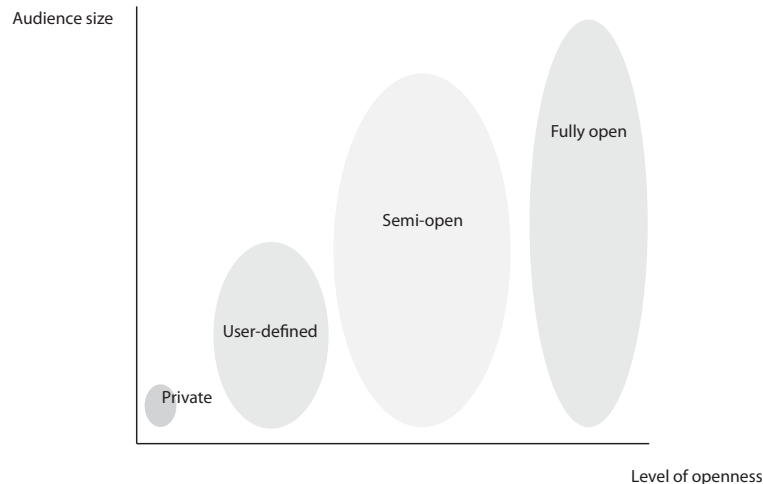 Audience size
Fully open
Semi-open
User-defined
Private
Level of openness